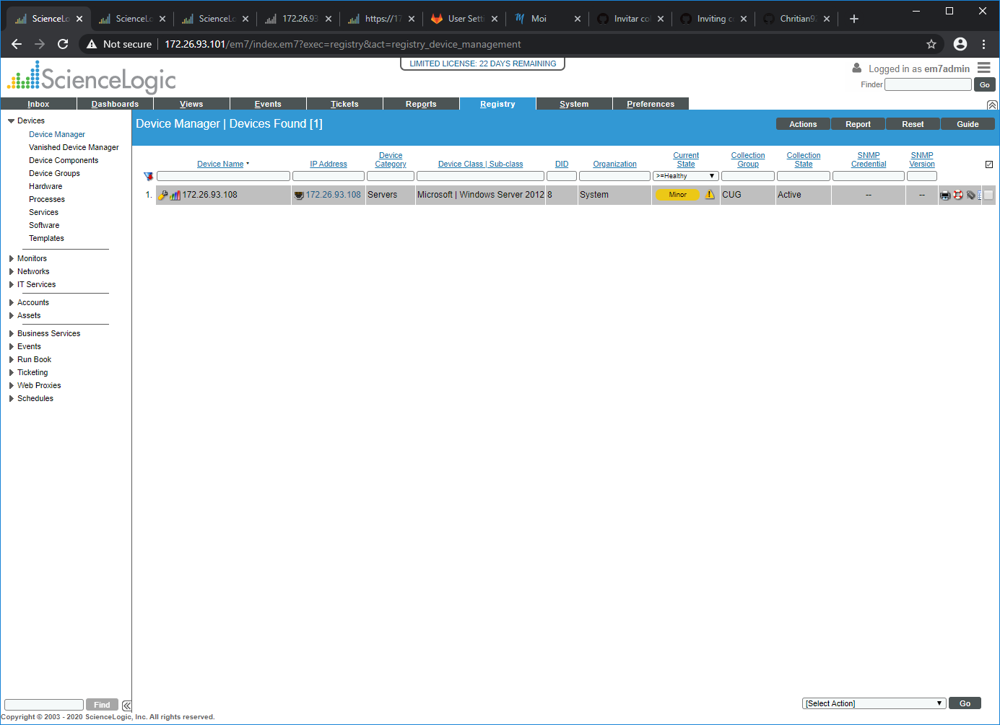 ScienceLo
ScienceLo
ScienceLo
172.26.93
https://17
User Sett
Moi
Invitar col
Inviting co
Chritian92
Not secure
172.26.93.101/em7/index.em7?exec=registry&act=registry_device_management
ScienceLogic
LIMITED LICENSE: 22 DAYS REMAINING
Logged in as em7admin
Finder
Go
Inbox
Dashboards
Views
Events
Tickets
Reports
Registry
System
Preferences
Devices
Device Manager
Vanished Device Manager
Device Components
Device Groups
Hardware
Processes
Services
Software
Templates
Monitors
Networks
IT Services
Accounts
Assets
Business Services
Events
Run Book
Ticketing
Web Proxies
Schedules
Find
Device Manager | Devices Found [1]
Actions
Report
Reset
Guide
Device Name
IP Address
Device
Category
Device Class | Sub-class
DID
Organization
Current
State
Collection
Group
Collection
State
SNMP
Credential
SNMP
Version
>=Healthy
1.
172.26.93.108
172.26.93.108
Servers
Microsoft | Windows Server 2012
8
System
Minor
CUG
Active
--
--
[Select Action]
Go
Copyright © 2003 - 2020 ScienceLogic, Inc. All rights reserved.